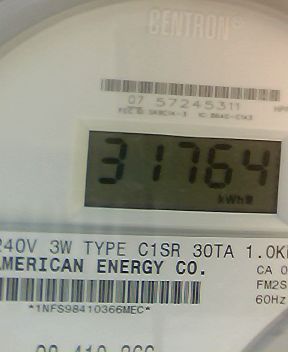 CENTRON®
07 57245311
31764
kWh
240V 3W TYPE C1SR 30TA 1.0K
AMERICAN ENERGY CO.
CA 0
FM2S
60Hz
*1NFS98410366MEC*